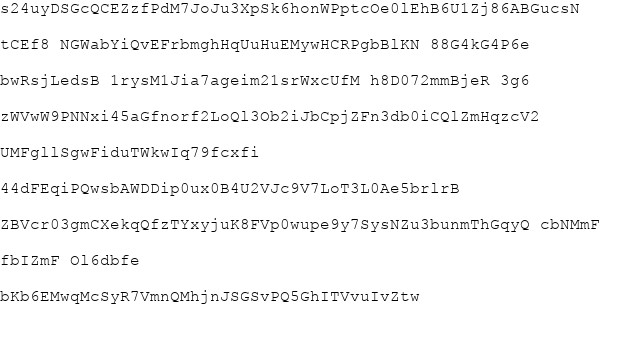 s24uyDSGcQCEZzfPdM7JoJu3XpSk6honWPptcOe0lEhB6U1Zj86ABGucsN
tCEf8 NGWabYiQvEFrbmghHqUuHuEMywHCRPgbBlKN 88G4kG4P6e
bwRsjLedsB 1rysM1Jia7ageim21srWxcUfM h8D072mmBjeR 3g6
zWVwW9PNNxi45aGfnorf2LoQl3Ob2iJbCpjZFn3db0iCQlZmHqzcV2
UMFgllSgwFiduTWkwIq79fcxfi
44dFEqiPQwsbAWDDip0ux0B4U2VJc9V7LoT3L0Ae5brlrB
ZBVcr03gmCXekqQfzTYxyjuK8FVp0wupe9y7SysNZu3bunmThGqyQ cbNMmF
fbIZmF Ol6dbfe
bKb6EMwqMcSyR7VmnQMhjnJSGSvPQ5GhITVvuIvZtw